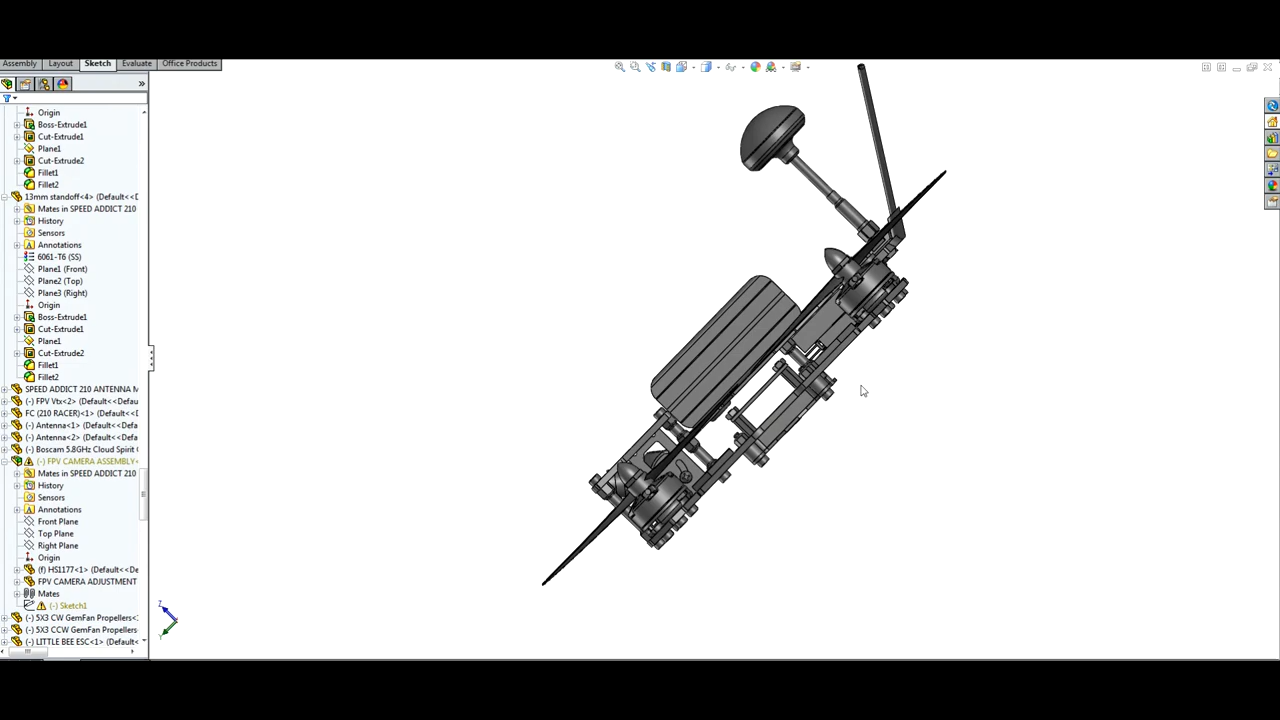 Assembly Layout Sketch Evaluate Office Products
»
Origin
Boss-Extrude1
Cut-Extrude1
Plane1
Cut-Extrude2
Fillet1
Fillet2
13mm standoff<4> (Default<<D
Mates in SPEED ADDICT 210
History
Sensors
Annotations
6061-T6 (SS)
Plane1 (Front)
Plane2 (Top)
Plane3 (Right)
Origin
Boss-Extrude1
Cut-Extrude1
Plane1
Cut-Extrude2
Fillet1
Fillet2
SPEED ADDICT 210 ANTENNA M
(-) FPV Vtx<2> (Default<<Defa
FC (210 RACER)<1> (Default<<D
(-) Antenna<1> (Default<<Defa
(-) Antenna<2> (Default<<Defa
(-) Boscam 5.8GHz Cloud Spirit
(-) FPV CAMERA ASSEMBLY<
Mates in SPEED ADDICT 210
History
Sensors
Annotations
Front Plane
Top Plane
Right Plane
Origin
(f) HS1177<1> (Default<<D
FPV CAMERA ADJUSTMENT
Mates
(-) Sketch1
(-) 5X3 CW GemFan Propellers<
(-) 5X3 CCW GemFan Propellers
(-) LITTLE BEE ESC<1> (Default<
Z
Y